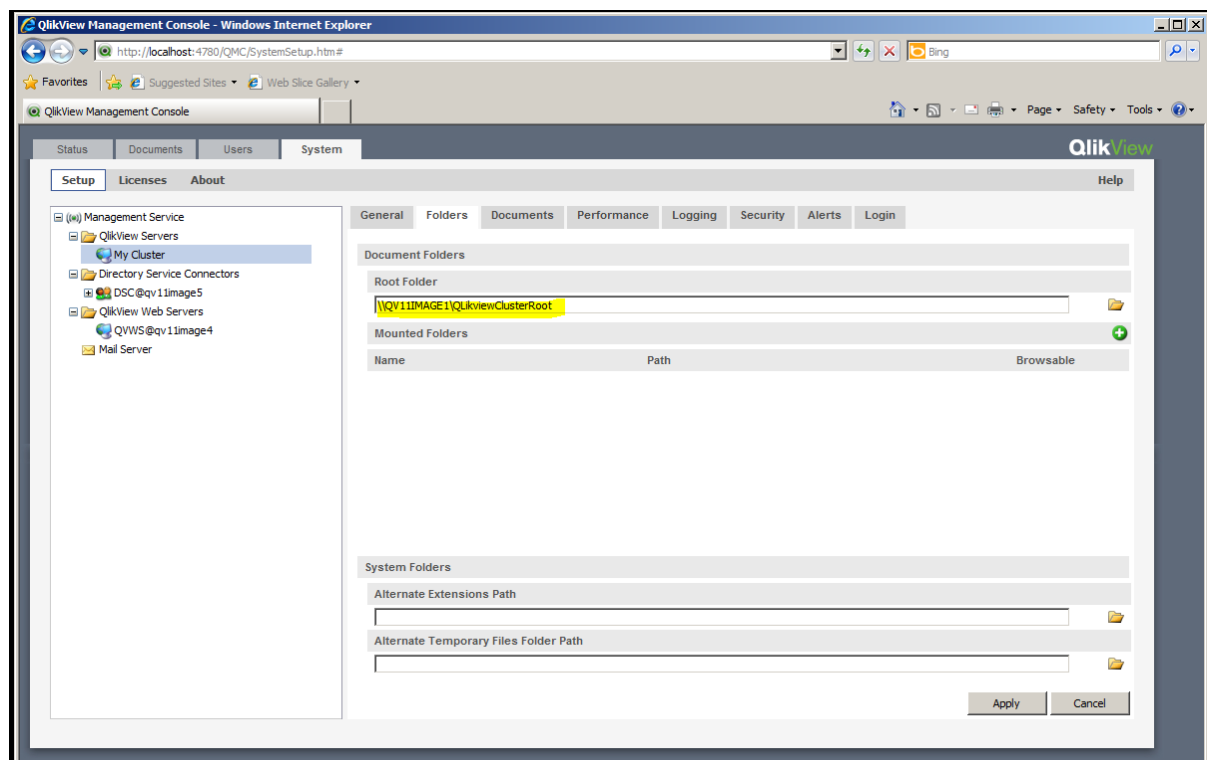 QlikView Management Console - Windows Internet Explorer
http://localhost:4780/QMC/SystemSetup.htm#
Bing
Favorites Suggested Sites Web Slice Gallery
QlikView Management Console Page Safety Tools
Status Documents Users System QlikView
Setup Licenses About Help
Management Service
QlikView Servers
My Cluster
Directory Service Connectors
DSC@qv11image5
QlikView Web Servers
QVWS@qv11image4
Mail Server
General Folders Documents Performance Logging Security Alerts Login
Document Folders
Root Folder
\\QV11IMAGE1\QLikviewClusterRoot
Mounted Folders
Name Path Browsable
System Folders
Alternate Extensions Path
Alternate Temporary Files Folder Path
Apply Cancel